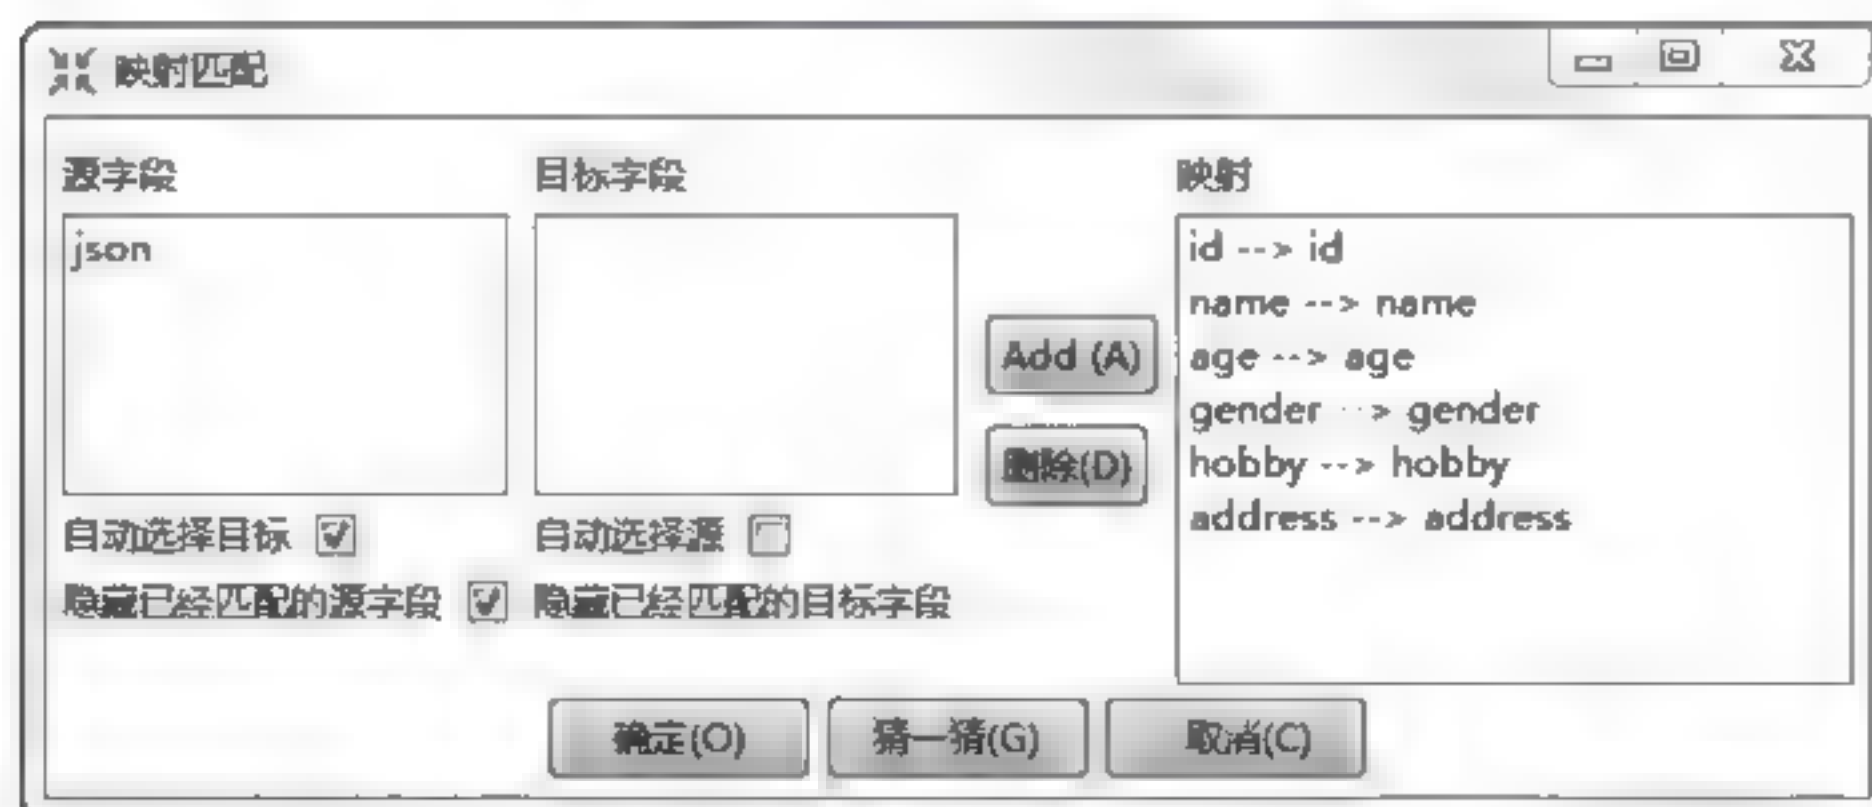 映射匹配
源字段
目标字段
映射
json
id --> id
name --> name
age --> age
gender --> gender
hobby --> hobby
address --> address
Add (A)
删除(D)
自动选择目标
自动选择源
隐藏已经匹配的源字段
隐藏已经匹配的目标字段
确定(O)
猜一猜(G)
取消(C)